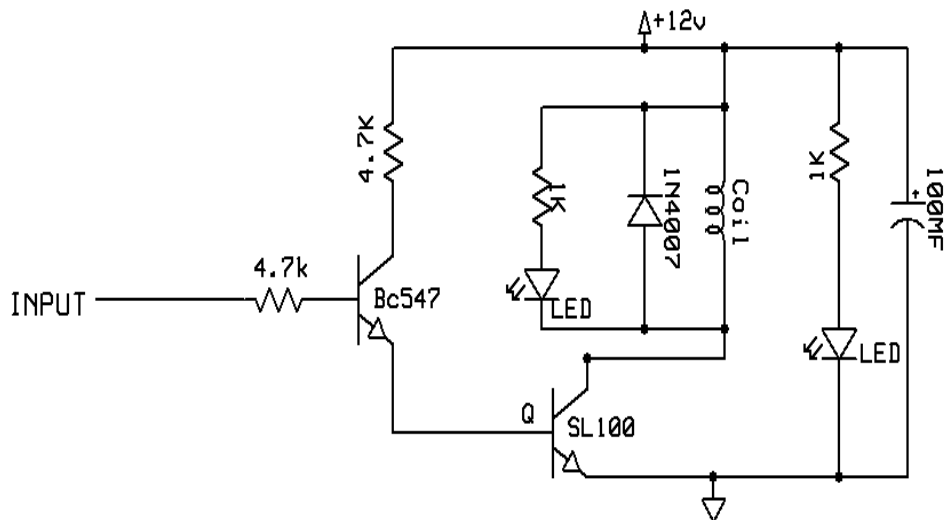 +12v
4.7K
1K
1N4007
Coil
1K
100MF
+
4.7k
INPUT
Bc547
LED
LED
Q
SL100